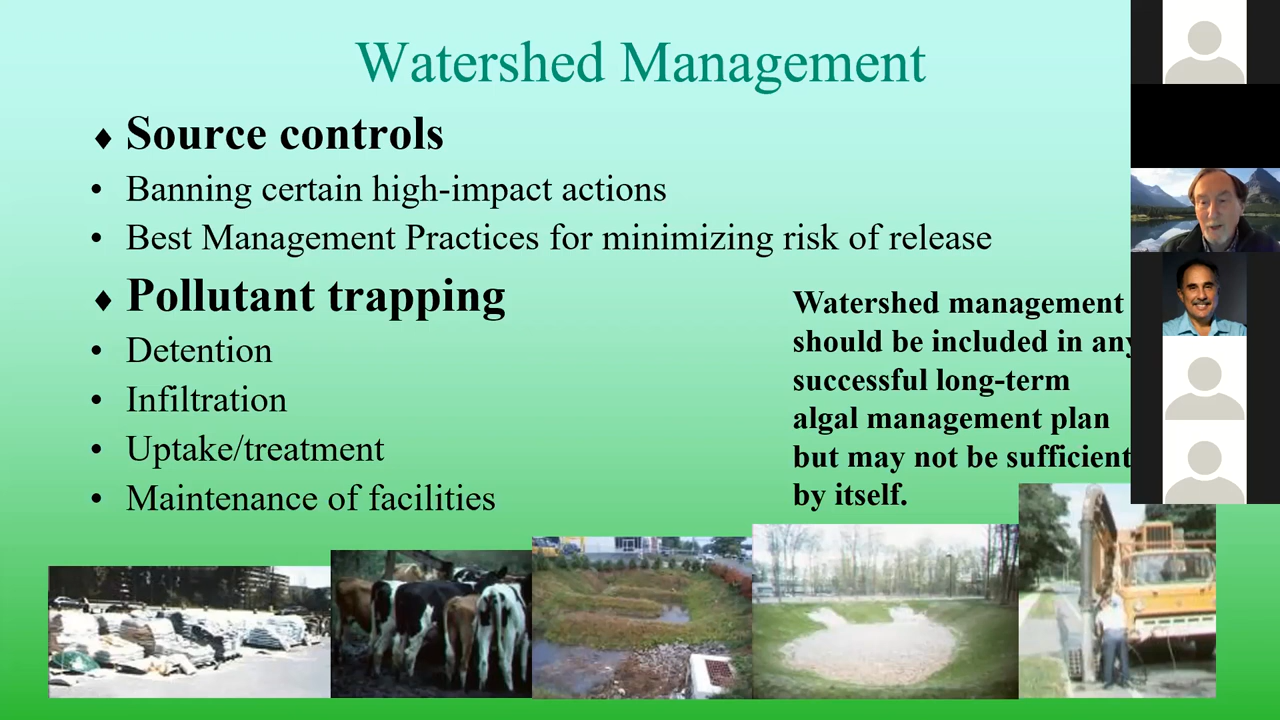 Watershed Management
♦ Source controls
• Banning certain high-impact actions
• Best Management Practices for minimizing risk of release
♦ Pollutant trapping
• Detention
• Infiltration
• Uptake/treatment
• Maintenance of facilities
Watershed management
should be included in any
successful long-term
algal management plan
but may not be sufficient
by itself.